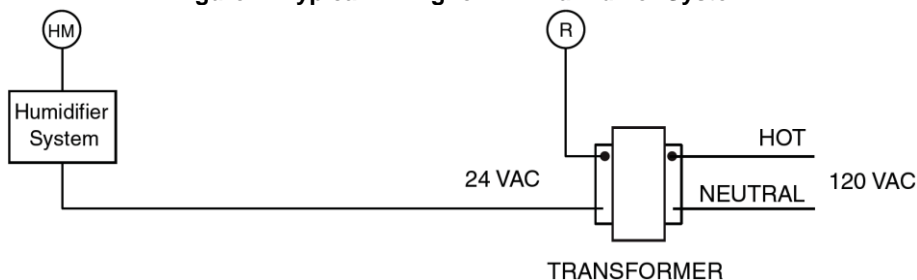 HM
R
Humidifier
System
HOT
24 VAC
120 VAC
NEUTRAL
TRANSFORMER